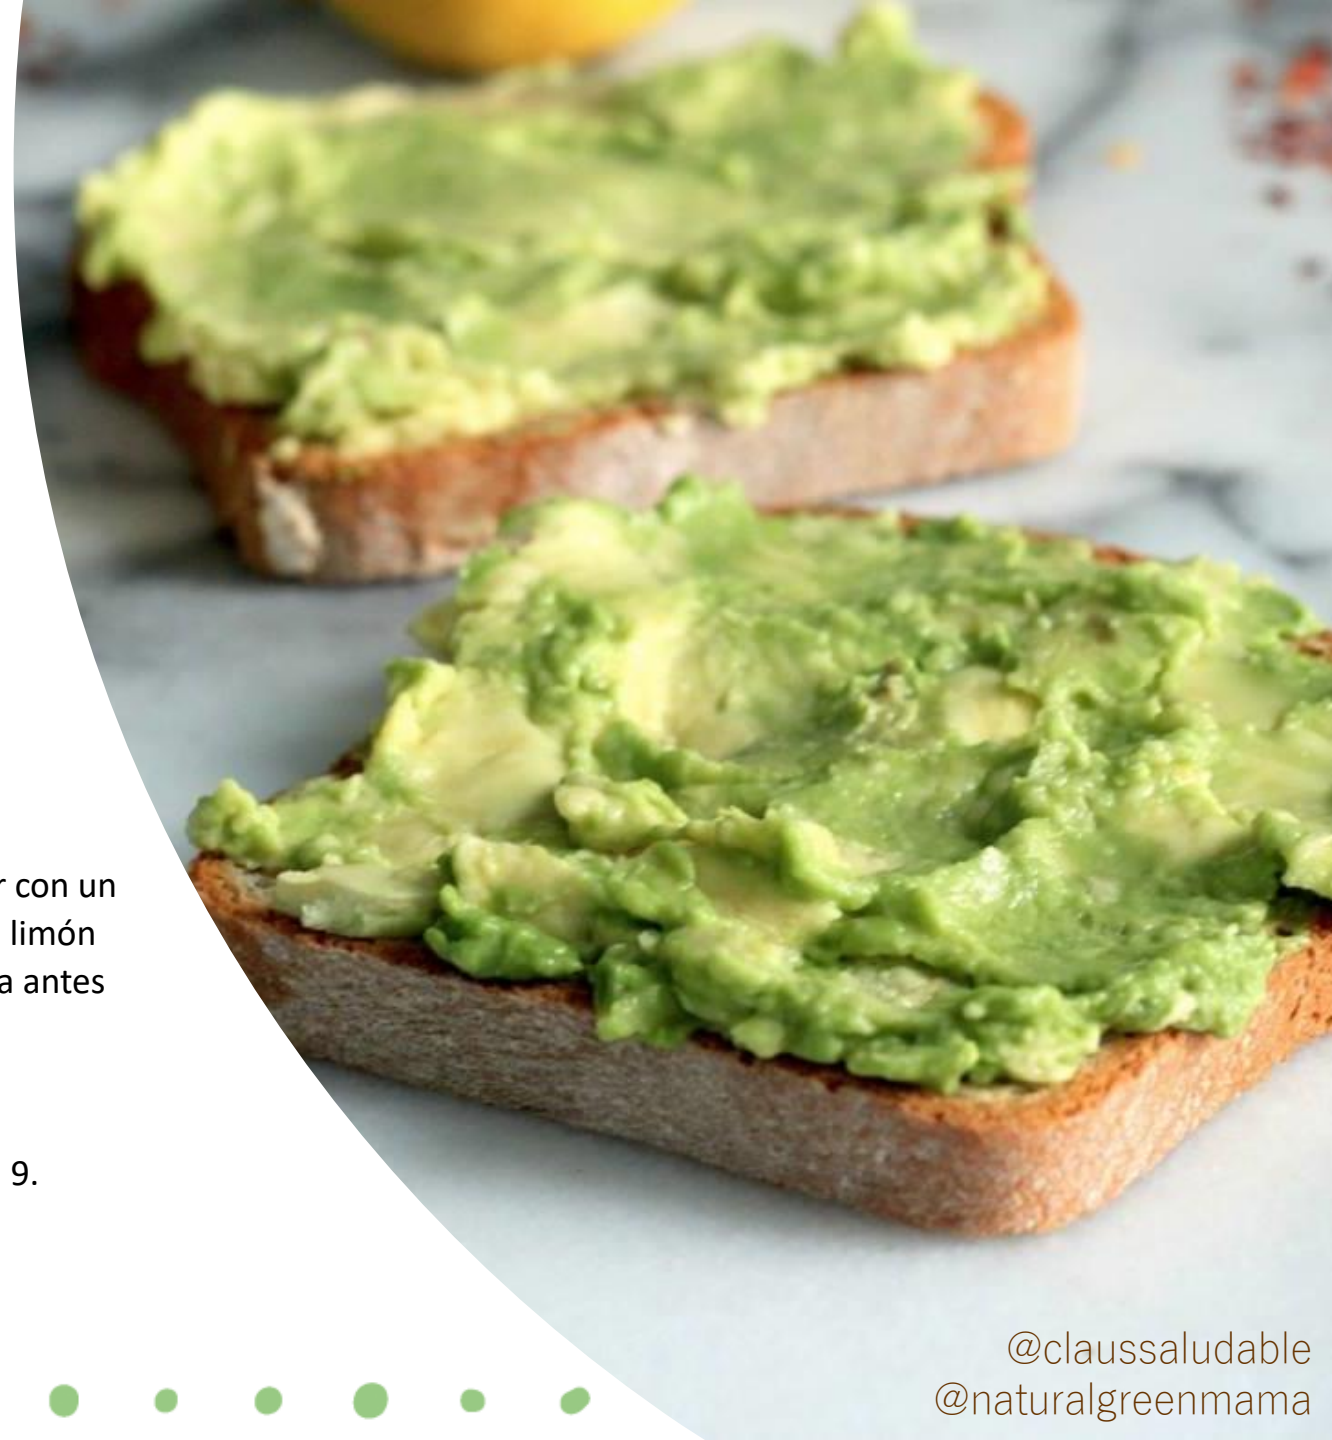 con un
limón
antes
9.
@claussaludable
@naturalgreenmama